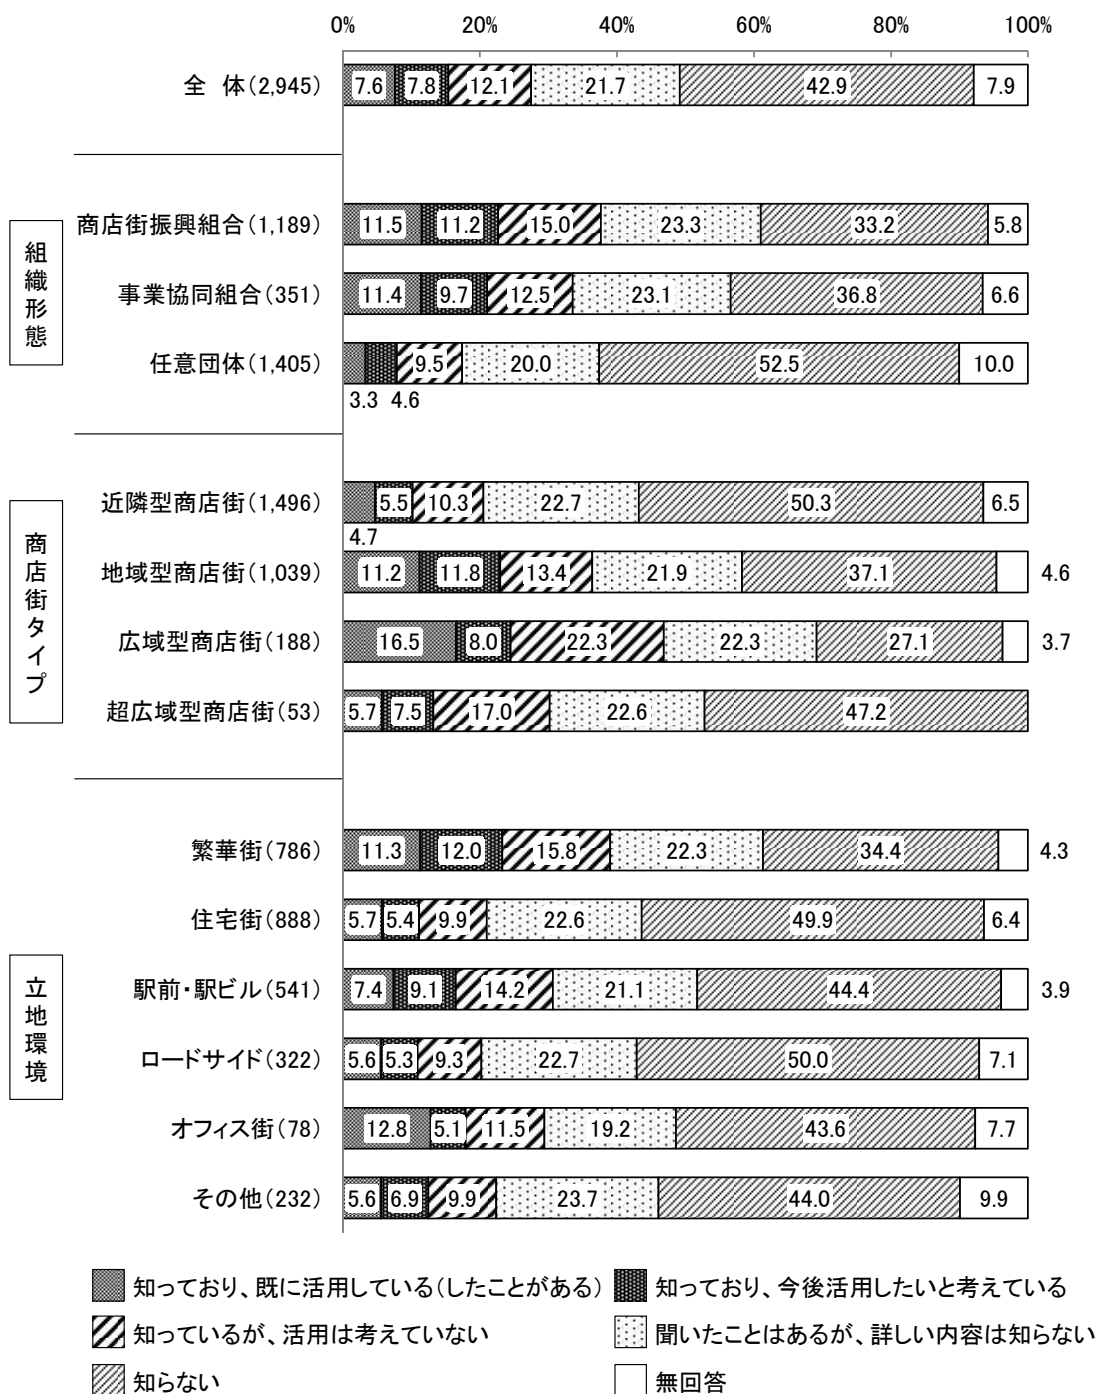 0% 20% 40% 60% 80% 100%
全 体(2,945) 7.6 7.8 12.1 21.7 42.9 7.9
組織形態
商店街振興組合(1,189) 11.5 11.2 15.0 23.3 33.2 5.8
事業協同組合(351) 11.4 9.7 12.5 23.1 36.8 6.6
任意団体(1,405) 9.5 20.0 52.5 10.0
3.3 4.6
商店街タイプ
近隣型商店街(1,496) 5.5 10.3 22.7 50.3 6.5
4.7
地域型商店街(1,039) 11.2 11.8 13.4 21.9 37.1 4.6
広域型商店街(188) 16.5 8.0 22.3 22.3 27.1 3.7
超広域型商店街(53) 5.7 7.5 17.0 22.6 47.2
立地環境
繁華街(786) 11.3 12.0 15.8 22.3 34.4 4.3
住宅街(888) 5.7 5.4 9.9 22.6 49.9 6.4
駅前・駅ビル(541) 7.4 9.1 14.2 21.1 44.4 3.9
ロードサイド(322) 5.6 5.3 9.3 22.7 50.0 7.1
オフィス街(78) 12.8 5.1 11.5 19.2 43.6 7.7
その他(232) 5.6 6.9 9.9 23.7 44.0 9.9
知っており、既に活用している(したことがある) 知っており、今後活用したいと考えている
知っているが、活用は考えていない 聞いたことはあるが、詳しい内容は知らない
知らない 無回答